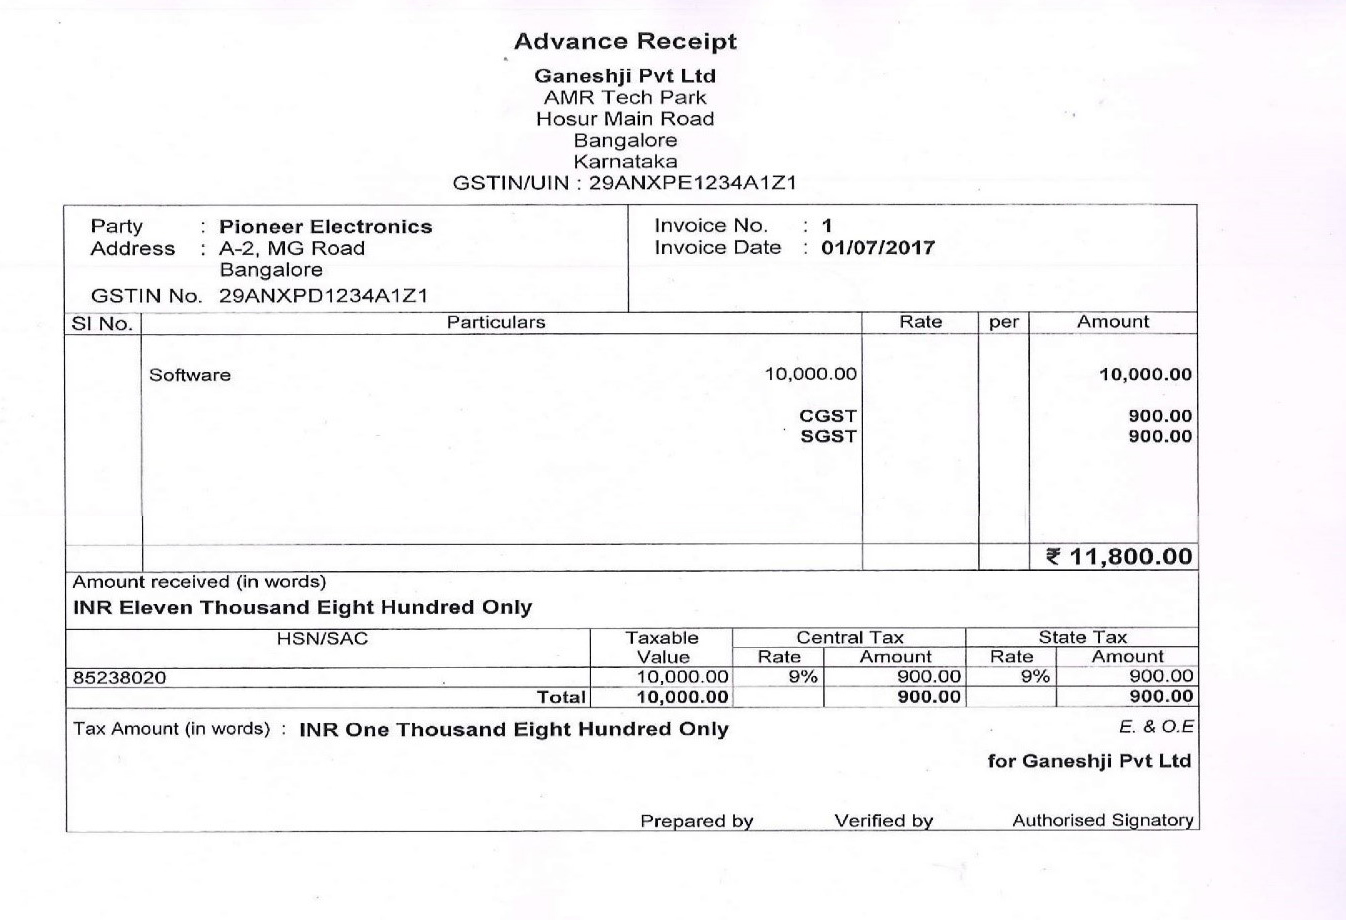 Advance Receipt
Ganeshji Pvt Ltd
AMR Tech Park
Hosur Main Road
Bangalore
Karnataka
GSTIN/UIN : 29ANXPE1234A1Z1
Party : Pioneer Electronics
Address : A-2, MG Road
Bangalore
GSTIN No. 29ANXPD1234A1Z1
Invoice No. : 1
Invoice Date : 01/07/2017
SI No. Particulars Rate per Amount
Software 10,000.00 10,000.00
CGST 900.00
SGST 900.00
₹ 11,800.00
Amount received (in words)
INR Eleven Thousand Eight Hundred Only
HSN/SAC Taxable Central Tax State Tax
Value Rate Amount Rate Amount
85238020 10,000.00 9% 900.00 9% 900.00
Total 10,000.00 900.00 900.00
Tax Amount (in words) : INR One Thousand Eight Hundred Only E. & O.E
for Ganeshji Pvt Ltd
Prepared by Verified by Authorised Signatory